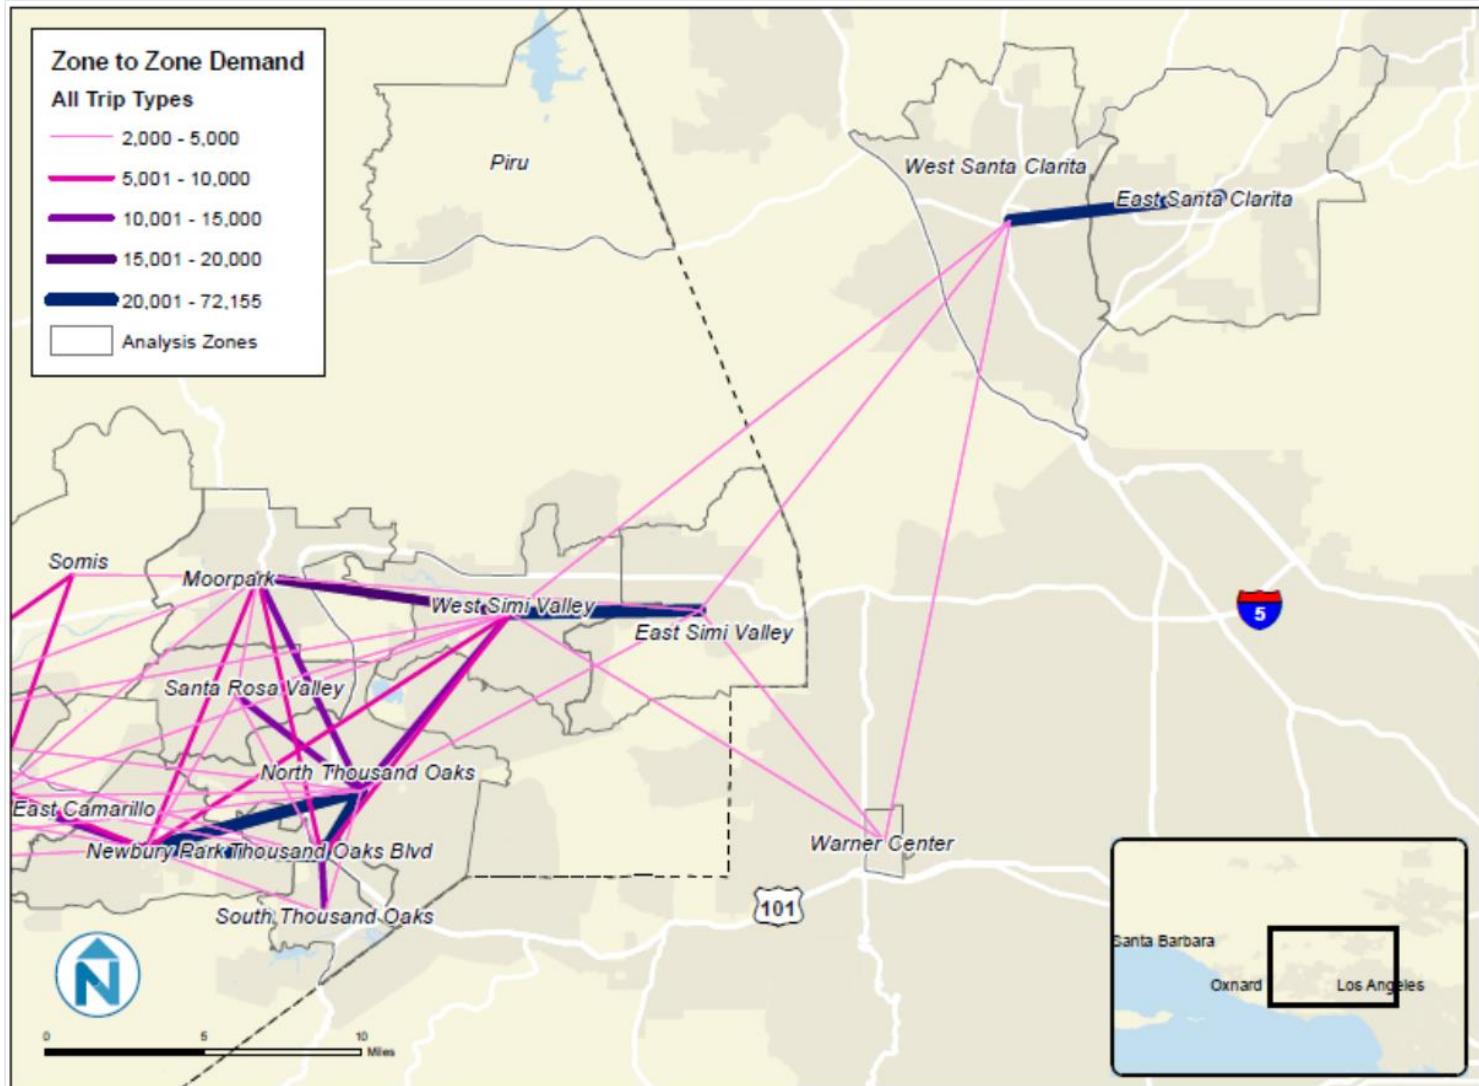 Zone to Zone Demand
All Trip Types
2,000 - 5,000
5,001 - 10,000
10,001 - 15,000
15,001 - 20,000
20,001 - 72,155
Analysis Zones
Piru
West Santa Clarita
East Santa Clarita
Somis
Moorpark
West Simi Valley
East Simi Valley
Santa Rosa Valley
North Thousand Oaks
East Camarillo
Newbury Park
Thousand Oaks Blvd
South Thousand Oaks
Warner Center
5
101
N
0 5 10
Miles
Santa Barbara
Oxnard
Los Angeles